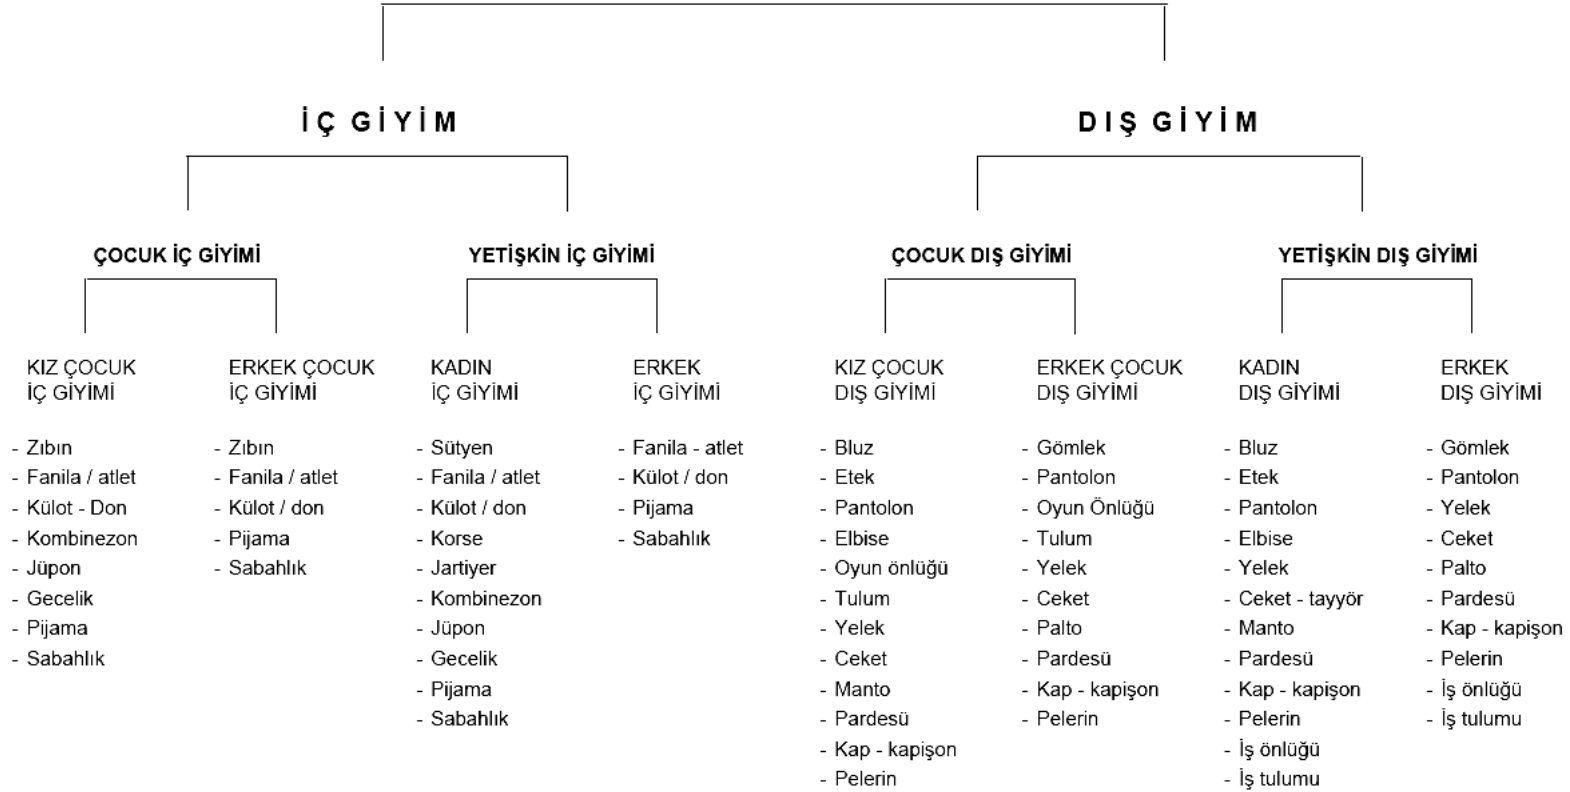 İ Ç  G İ Y İ M
D I Ş  G İ Y İ M
ÇOCUK İÇ GİYİMİ
YETİŞKİN İÇ GİYİMİ
ÇOCUK DIŞ GİYİMİ
YETİŞKİN DIŞ GİYİMİ
KIZ ÇOCUK
İÇ GİYİMİ
- Zıbın
- Fanila / atlet
- Külot - Don
- Kombinezon
- Jüpon
- Gecelik
- Pijama
- Sabahlık
ERKEK ÇOCUK
İÇ GİYİMİ
- Zıbın
- Fanila / atlet
- Külot / don
- Pijama
- Sabahlık
KADIN
İÇ GİYİMİ
- Sütyen
- Fanila / atlet
- Külot / don
- Korse
- Jartiyer
- Kombinezon
- Jüpon
- Gecelik
- Pijama
- Sabahlık
ERKEK
İÇ GİYİMİ
- Fanila - atlet
- Külot / don
- Pijama
- Sabahlık
KIZ ÇOCUK
DIŞ GİYİMİ
- Bluz
- Etek
- Pantolon
- Elbise
- Oyun önlüğü
- Tulum
- Yelek
- Ceket
- Manto
- Pardesü
- Kap - kapişon
- Pelerin
ERKEK ÇOCUK
DIŞ GİYİMİ
- Gömlek
- Pantolon
- Oyun Önlüğü
- Tulum
- Yelek
- Ceket
- Palto
- Pardesü
- Kap - kapişon
- Pelerin
KADIN
DIŞ GİYİMİ
- Bluz
- Etek
- Pantolon
- Elbise
- Yelek
- Ceket - tayyör
- Manto
- Pardesü
- Kap - kapişon
- Pelerin
- İş önlüğü
- İş tulumu
ERKEK
DIŞ GİYİMİ
- Gömlek
- Pantolon
- Yelek
- Ceket
- Palto
- Pardesü
- Kap - kapişon
- Pelerin
- İş önlüğü
- İş tulumu